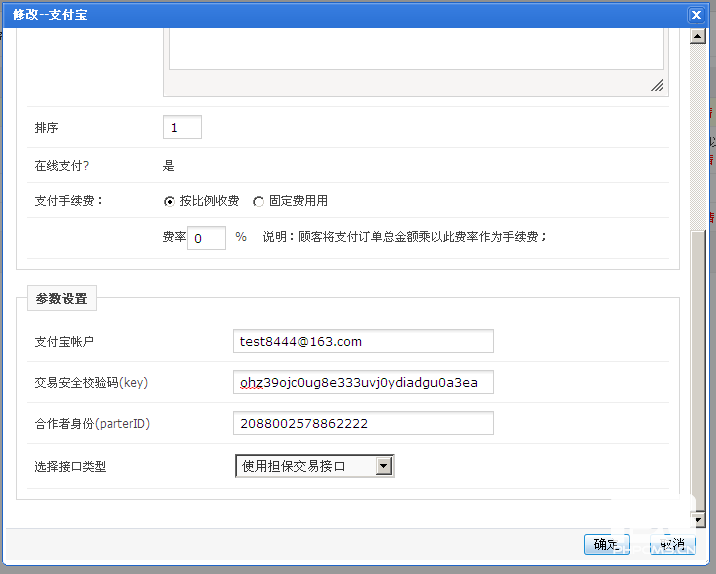 修改--支付宝
排序 1
在线支付? 是
支付手续费： 按比例收费 固定费用用
费率 0 % 说明：顾客将支付订单总金额乘以此费率作为手续费；
参数设置
支付宝帐户 test8444@163.com
交易安全校验码(key) ohz39ojc0ug8e333uvj0ydiadgu0a3ea
合作者身份(parterID) 2088002578862222
选择接口类型 使用担保交易接口
确定 取消